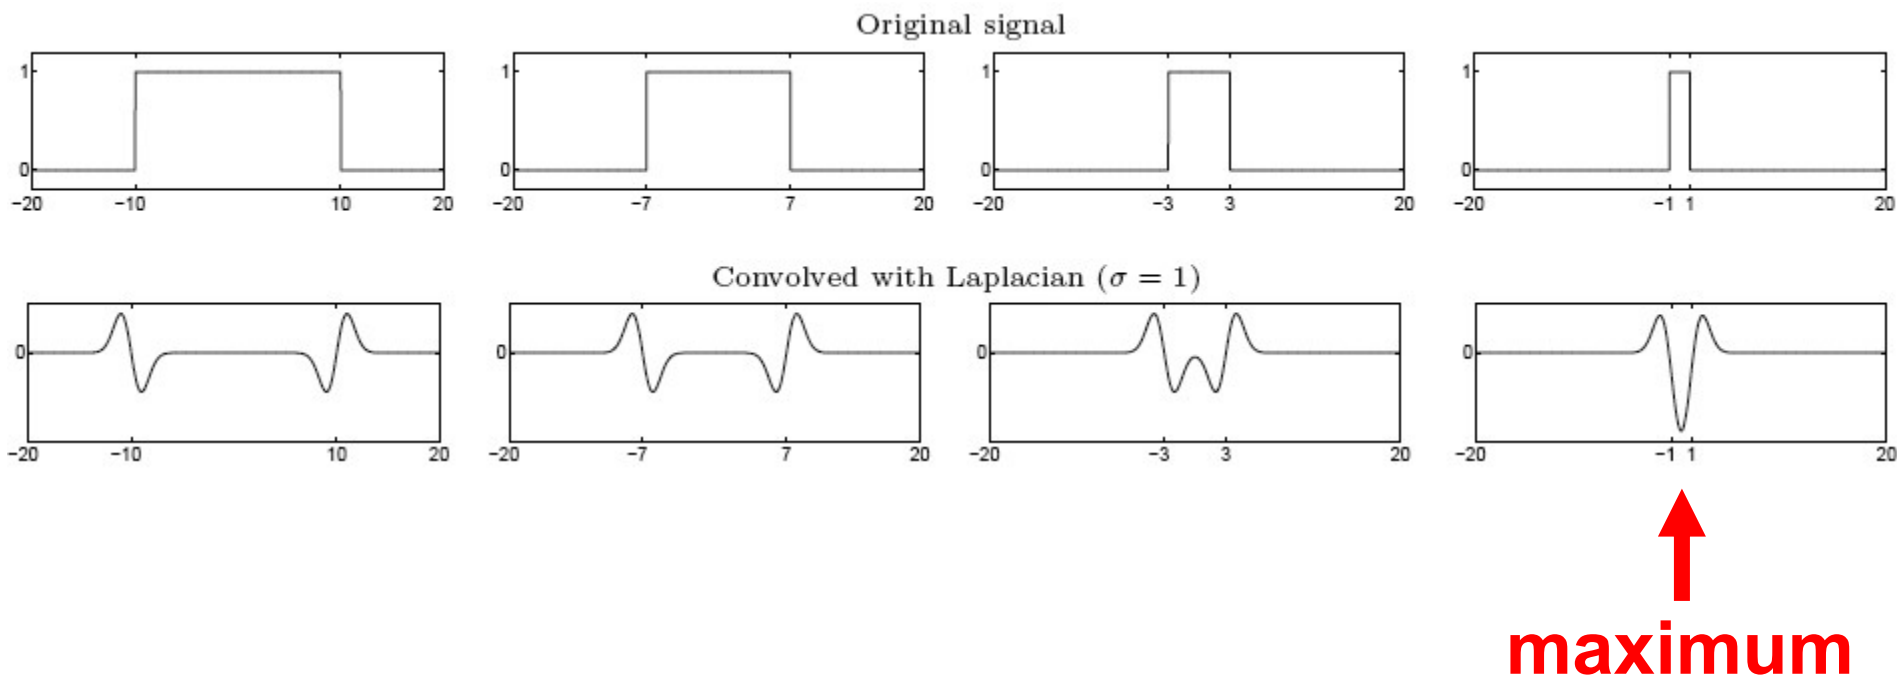 Original signal
1 1 1 1
0 0 0 0
−20 −10 10 20 −20 −7 7 20 −20 −3 3 20 −20 −1 1 20
Convolved with Laplacian (σ = 1)
0 0 0 0
−20 −10 10 20 −20 −7 7 20 −20 −3 3 20 −20 −1 1 20
maximum